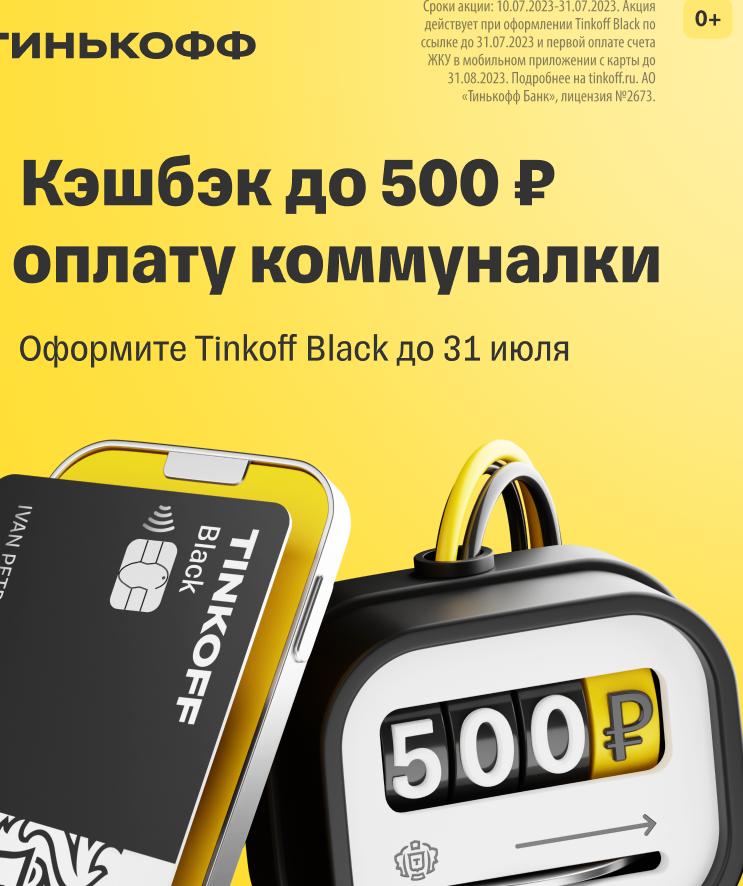 ТИНЬКОФФ
Сроки акции: 10.07.2023-31.07.2023. Акция
действует при оформлении Tinkoff Black по
ссылке до 31.07.2023 и первой оплате счета
ЖКУ в мобильном приложении с карты до
31.08.2023. Подробнее на tinkoff.ru. АО
«Тинькофф Банк», лицензия №2673.
0+
Кэшбэк до 500 ₽
оплату коммуналки
Оформите Tinkoff Black до 31 июля
TINKOFF
Black
IVAN
500₽